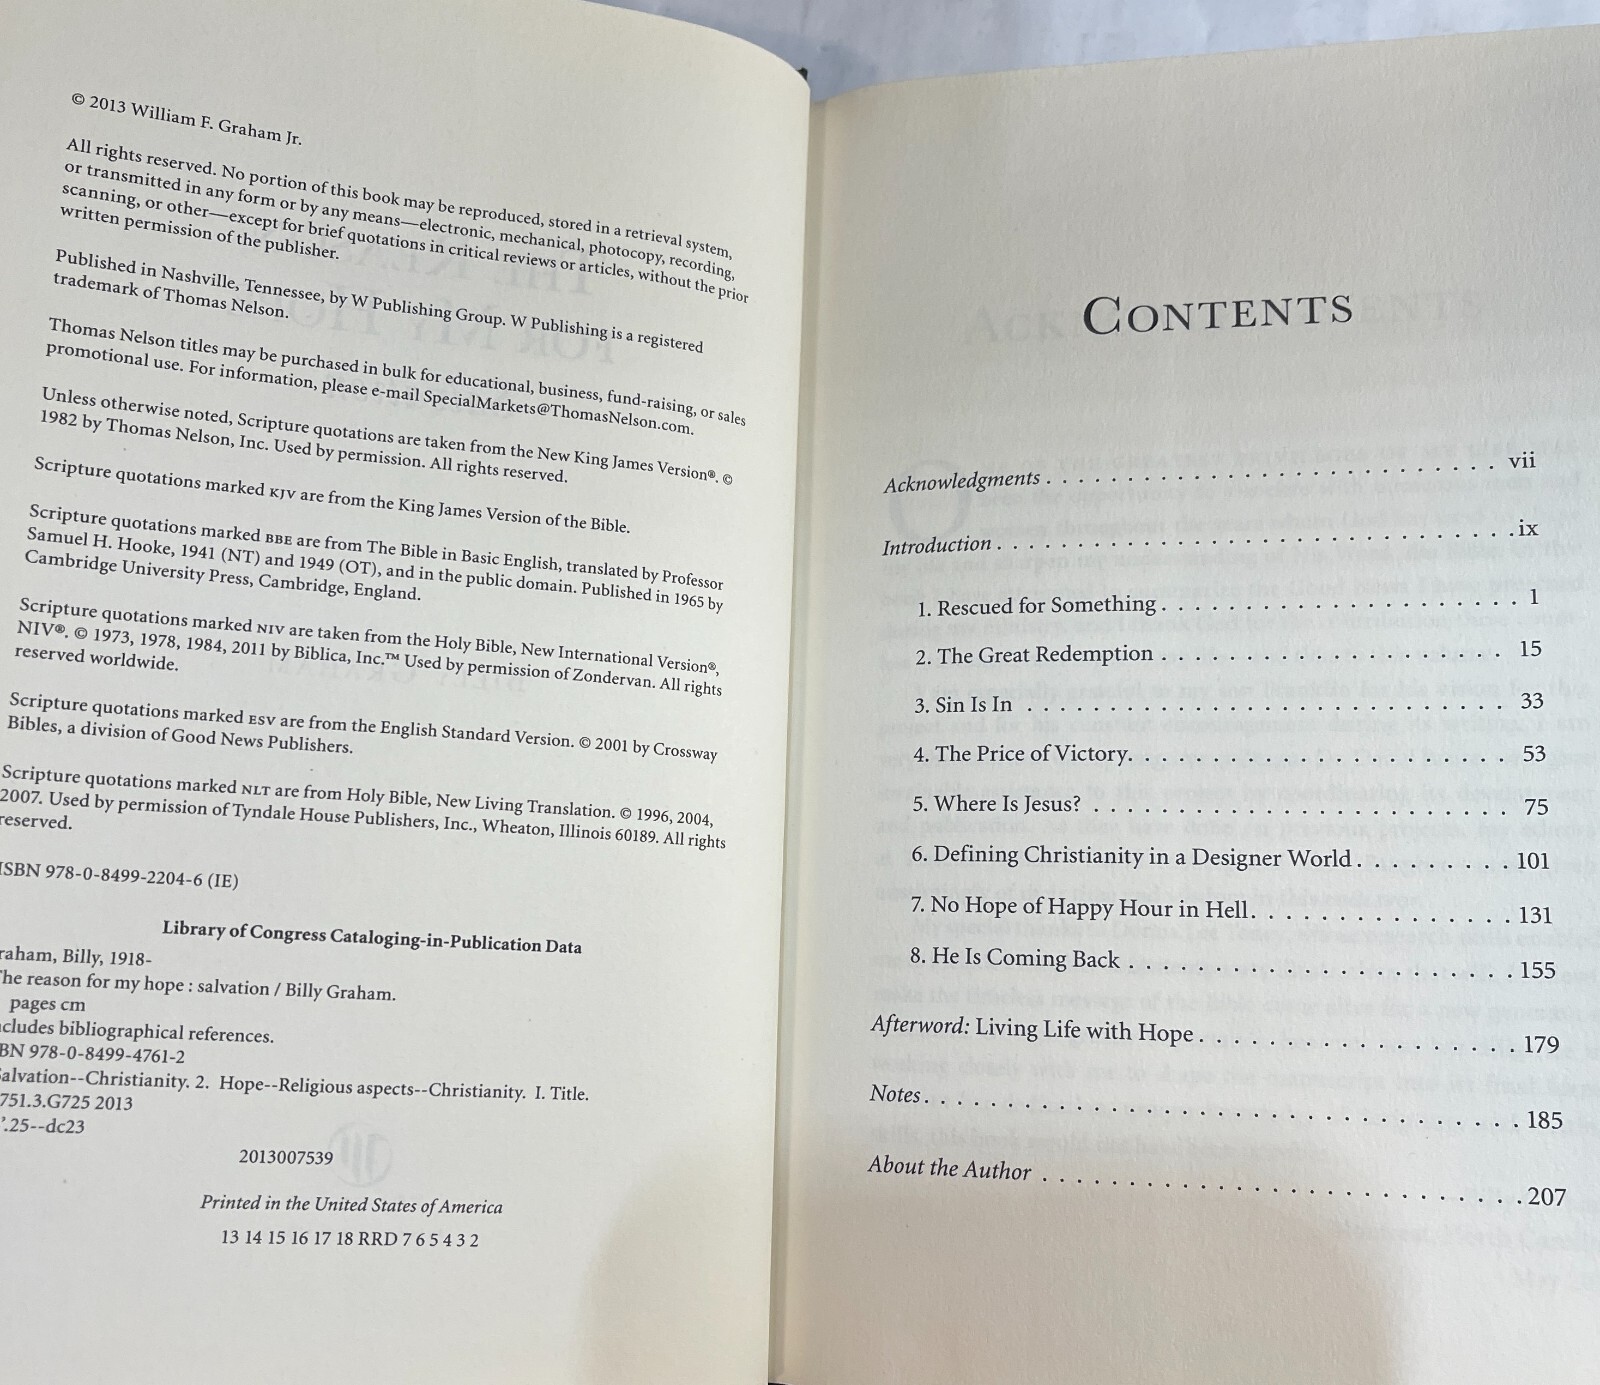 © 2013 William F. Graham Jr.
All rights reserved. No portion of this book may be reproduced, stored in a retrieval system,
or transmitted in any form or by any means—electronic, mechanical, photocopy, recording,
scanning, or other—except for brief quotations in critical reviews or articles, without the prior
written permission of the publisher.
Published in Nashville, Tennessee, by W Publishing Group. W Publishing is a registered
trademark of Thomas Nelson.
Thomas Nelson titles may be purchased in bulk for educational, business, fund-raising, or sales
promotional use. For information, please e-mail SpecialMarkets@ThomasNelson.com.
Unless otherwise noted, Scripture quotations are taken from the New King James Version®. ©
1982 by Thomas Nelson, Inc. Used by permission. All rights reserved.
Scripture quotations marked KJV are from the King James Version of the Bible.
Scripture quotations marked BBE are from The Bible in Basic English, translated by Professor
Samuel H. Hooke, 1941 (NT) and 1949 (OT), and in the public domain. Published in 1965 by
Cambridge University Press, Cambridge, England.
Scripture quotations marked NIV are taken from the Holy Bible, New International Version®,
NIV®. © 1973, 1978, 1984, 2011 by Biblica, Inc.™ Used by permission of Zondervan. All rights
reserved worldwide.
Scripture quotations marked ESV are from the English Standard Version. © 2001 by Crossway
Bibles, a division of Good News Publishers.
Scripture quotations marked NLT are from Holy Bible, New Living Translation. © 1996, 2004,
2007. Used by permission of Tyndale House Publishers, Inc., Wheaton, Illinois 60189. All rights
reserved.
ISBN 978-0-8499-2204-6 (IE)
Library of Congress Cataloging-in-Publication Data
raham, Billy, 1918-
The reason for my hope : salvation / Billy Graham.
pages cm
ncludes bibliographical references.
BN 978-0-8499-4761-2
Salvation--Christianity. 2. Hope--Religious aspects--Christianity. I. Title.
751.3.G725 2013
'.25--dc23
2013007539
Printed in the United States of America
13 14 15 16 17 18 RRD 7 6 5 4 3 2
CONTENTS
Acknowledgments . . . . . . . . . . . . . . . . . . . . . . . . . . . . vii
Introduction . . . . . . . . . . . . . . . . . . . . . . . . . . . . . . . ix
1. Rescued for Something . . . . . . . . . . . . . . . . . . . . . . 1
2. The Great Redemption . . . . . . . . . . . . . . . . . . . . . 15
3. Sin Is In . . . . . . . . . . . . . . . . . . . . . . . . . . . . . 33
4. The Price of Victory. . . . . . . . . . . . . . . . . . . . . . . 53
5. Where Is Jesus? . . . . . . . . . . . . . . . . . . . . . . . . . 75
6. Defining Christianity in a Designer World . . . . . . . . 101
7. No Hope of Happy Hour in Hell. . . . . . . . . . . . . . . 131
8. He Is Coming Back . . . . . . . . . . . . . . . . . . . . . . 155
Afterword: Living Life with Hope . . . . . . . . . . . . . . . . . . . 179
Notes. . . . . . . . . . . . . . . . . . . . . . . . . . . . . . . . . . . 185
About the Author . . . . . . . . . . . . . . . . . . . . . . . . . . . . 207